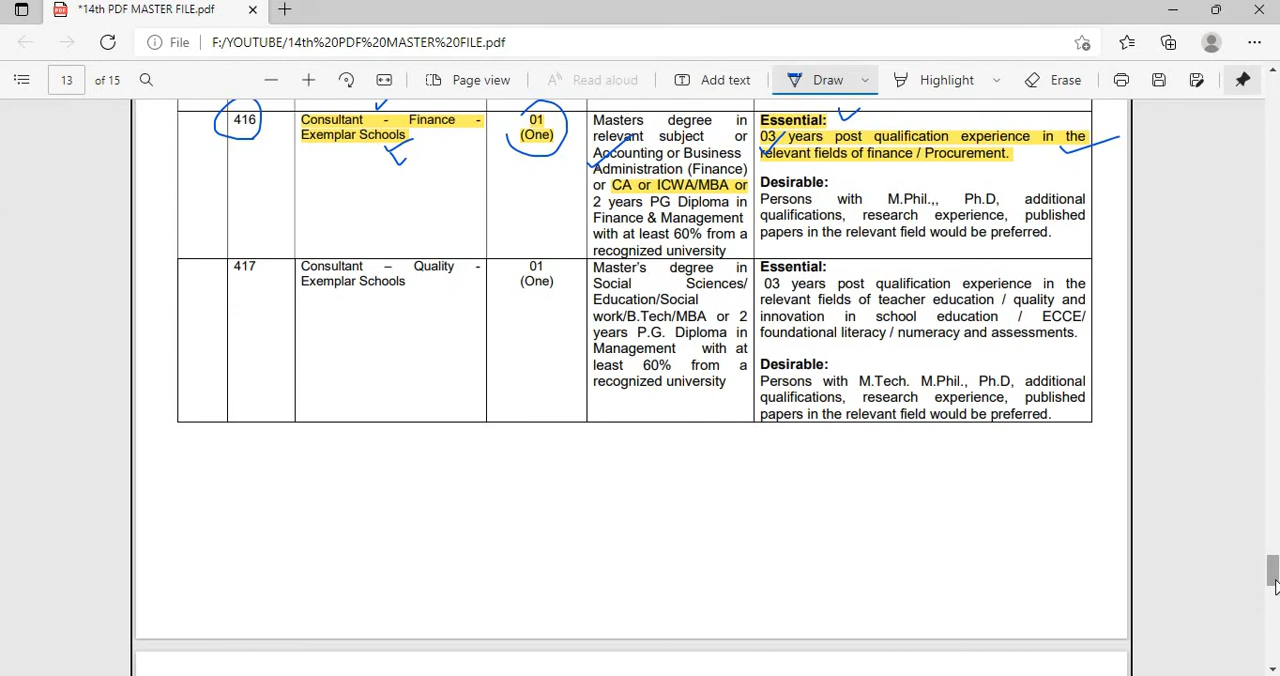 *14th PDF MASTER FILE.pdf
File F:/YOUTUBE/14th%20PDF%20MASTER%20FILE.pdf
13 of 15 Page view Read aloud Add text Draw Highlight Erase
416
Consultant - Finance -
Exemplar Schools
01
(One)
Masters degree in
relevant subject or
Accounting or Business
Administration (Finance)
or CA or ICWA/MBA or
2 years PG Diploma in
Finance & Management
with at least 60% from a
recognized university
Essential:
03 years post qualification experience in the
relevant fields of finance / Procurement.
Desirable:
Persons with M.Phil.,, Ph.D, additional
qualifications, research experience, published
papers in the relevant field would be preferred.
417
Consultant – Quality -
Exemplar Schools
01
(One)
Master's degree in
Social Sciences/
Education/Social
work/B.Tech/MBA or 2
years P.G. Diploma in
Management with at
least 60% from a
recognized university
Essential:
03 years post qualification experience in the
relevant fields of teacher education / quality and
innovation in school education / ECCE/
foundational literacy / numeracy and assessments.
Desirable:
Persons with M.Tech. M.Phil., Ph.D, additional
qualifications, research experience, published
papers in the relevant field would be preferred.